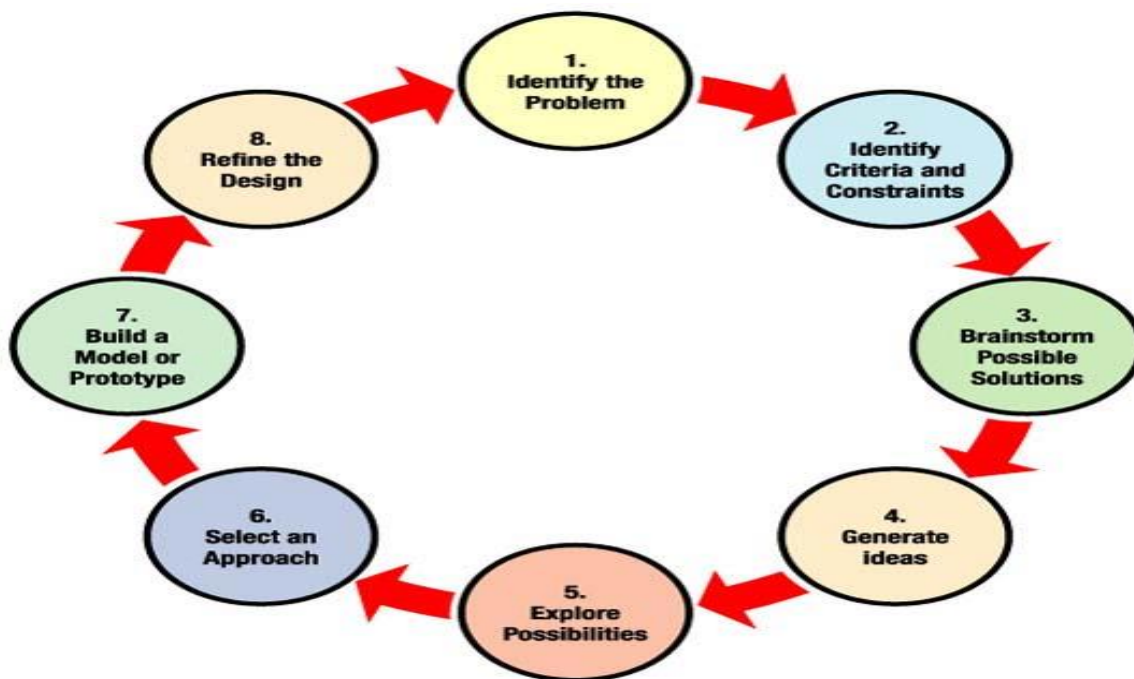 1.
Identify the
Problem
2.
Identify
Criteria and
Constraints
3.
Brainstorm
Possible
Solutions
4.
Generate
ideas
5.
Explore
Possibilities
6.
Select an
Approach
7.
Build a
Model or
Prototype
8.
Refine the
Design